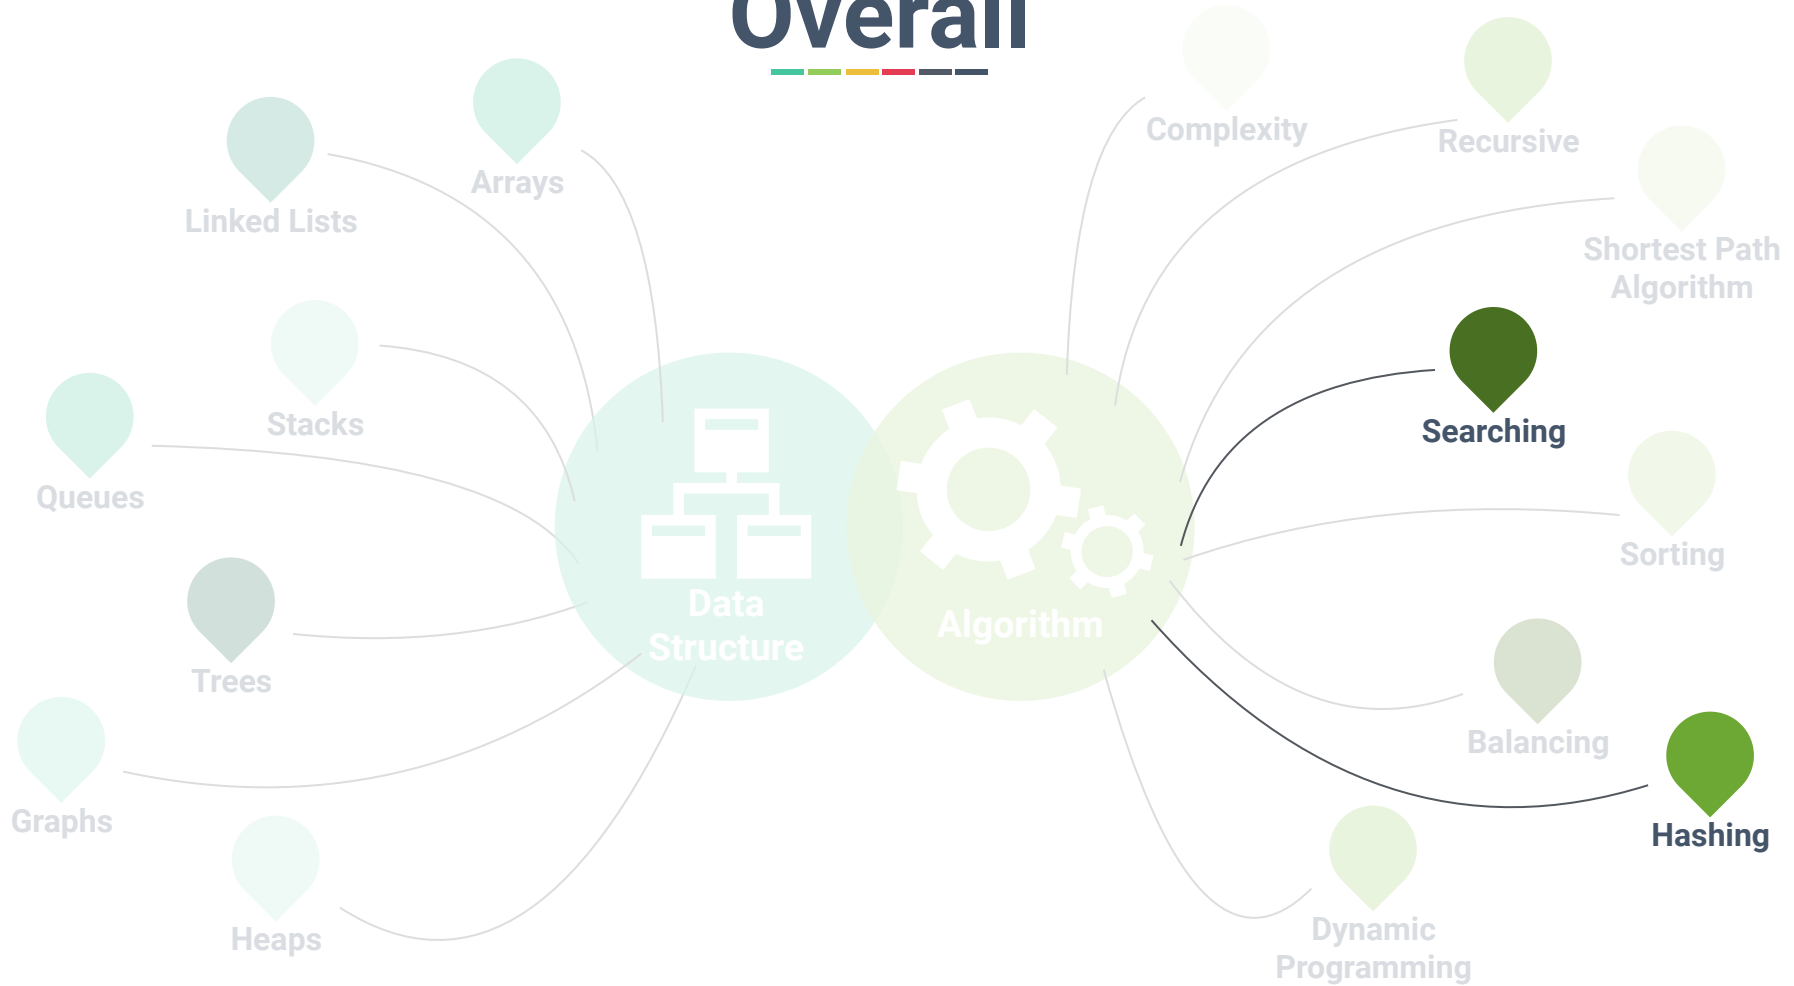 Overall
Arrays
Linked Lists
Stacks
Queues
Trees
Graphs
Heaps
Data
Structure
Algorithm
Complexity
Recursive
Shortest Path
Algorithm
Searching
Sorting
Balancing
Hashing
Dynamic
Programming